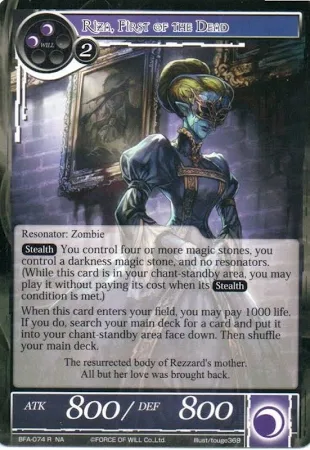 Riza, First of the Dead
WILL
2
Resonator: Zombie
Stealth You control four or more magic stones, you
control a darkness magic stone, and no resonators.
(While this card is in your chant-standby area, you may
play it without paying its cost when its Stealth
condition is met.)
When this card enters your field, you may pay 1000 life.
If you do, search your main deck for a card and put it
into your chant-standby area face down. Then shuffle
your main deck.
The resurrected body of Rezzard's mother.
All but her love was brought back.
ATK 800/ DEF 800
BFA-074 R NA ©FORCE OF WILL Co.,Ltd. Illust/fougo369